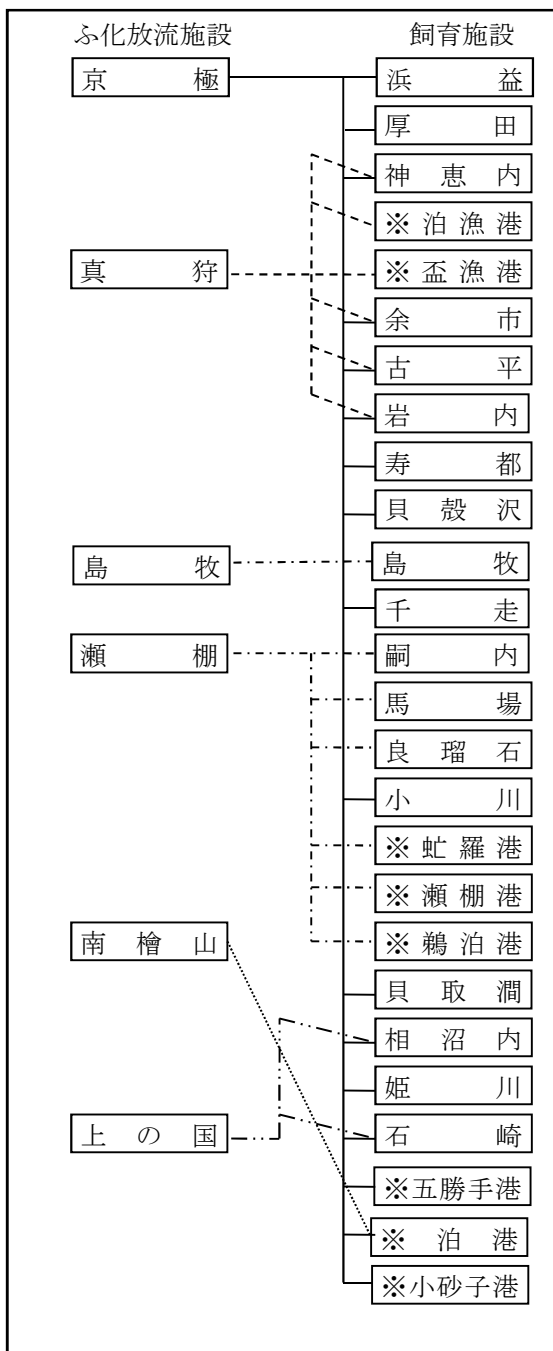 ふ化放流施設 飼育施設
京極 浜益
厚田
神恵内
※泊漁港
真狩 ※盃漁港
余市
古平
岩内
寿都
貝殻沢
島牧 島牧
千走
瀬棚 嗣内
馬場
良瑠石
小川
※虻羅港
※瀬棚港
南檜山 ※鵜泊港
貝取澗
相沼内
姫川
上の国 石崎
※五勝手港
※泊港
※小砂子港